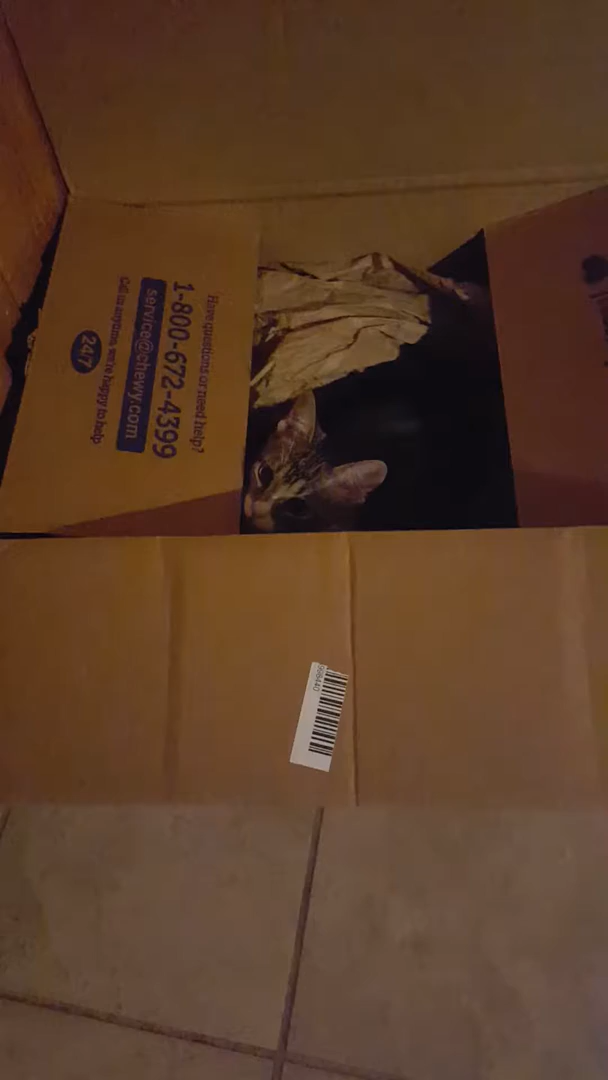 Have questions or need help?
1-800-672-4399
service@chewy.com
Get us anytime, we're happy to help
24/7